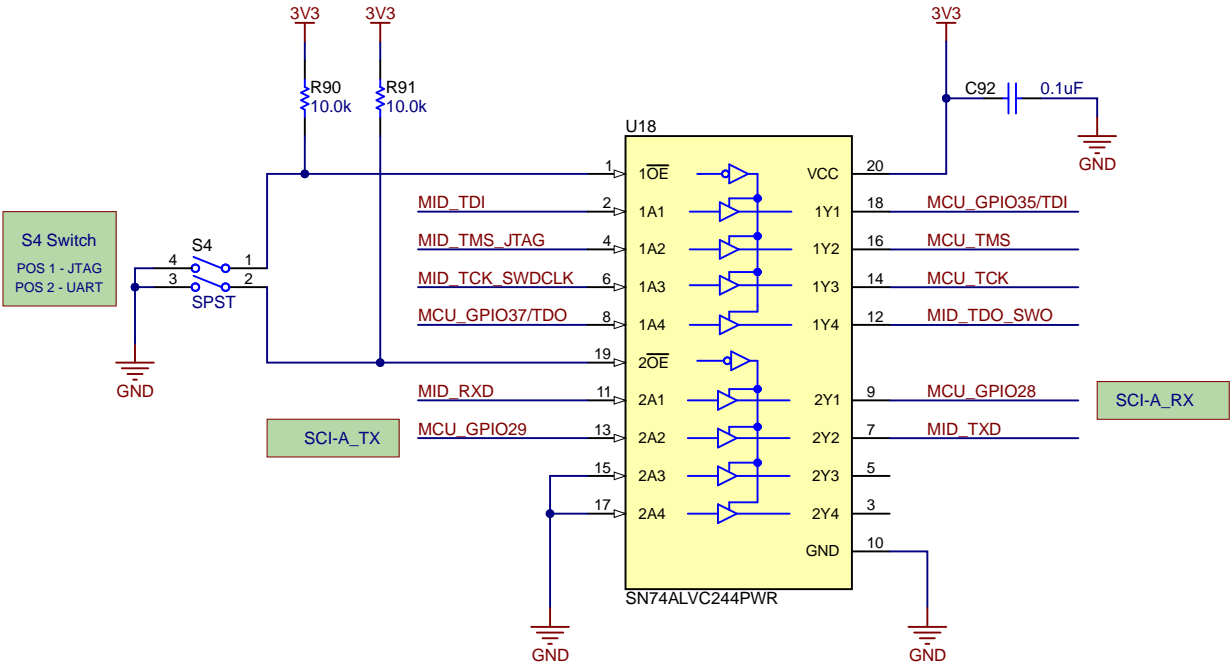 3V3
3V3
3V3
R90
10.0k
R91
10.0k
C92
0.1uF
GND
U18
1
1OE
VCC
20
MID_TDI
2
1A1
1Y1
18
MCU_GPIO35/TDI
MID_TMS_JTAG
4
1A2
1Y2
16
MCU_TMS
MID_TCK_SWDCLK
6
1A3
1Y3
14
MCU_TCK
MCU_GPIO37/TDO
8
1A4
1Y4
12
MID_TDO_SWO
19
2OE
MID_RXD
11
2A1
2Y1
9
MCU_GPIO28
SCI-A_RX
SCI-A_TX
MCU_GPIO29
13
2A2
2Y2
7
MID_TXD
15
2A3
2Y3
5
17
2A4
2Y4
3
GND
10
SN74ALVC244PWR
S4 Switch
POS 1 - JTAG
POS 2 - UART
S4
4
1
3
2
SPST
GND
GND
GND